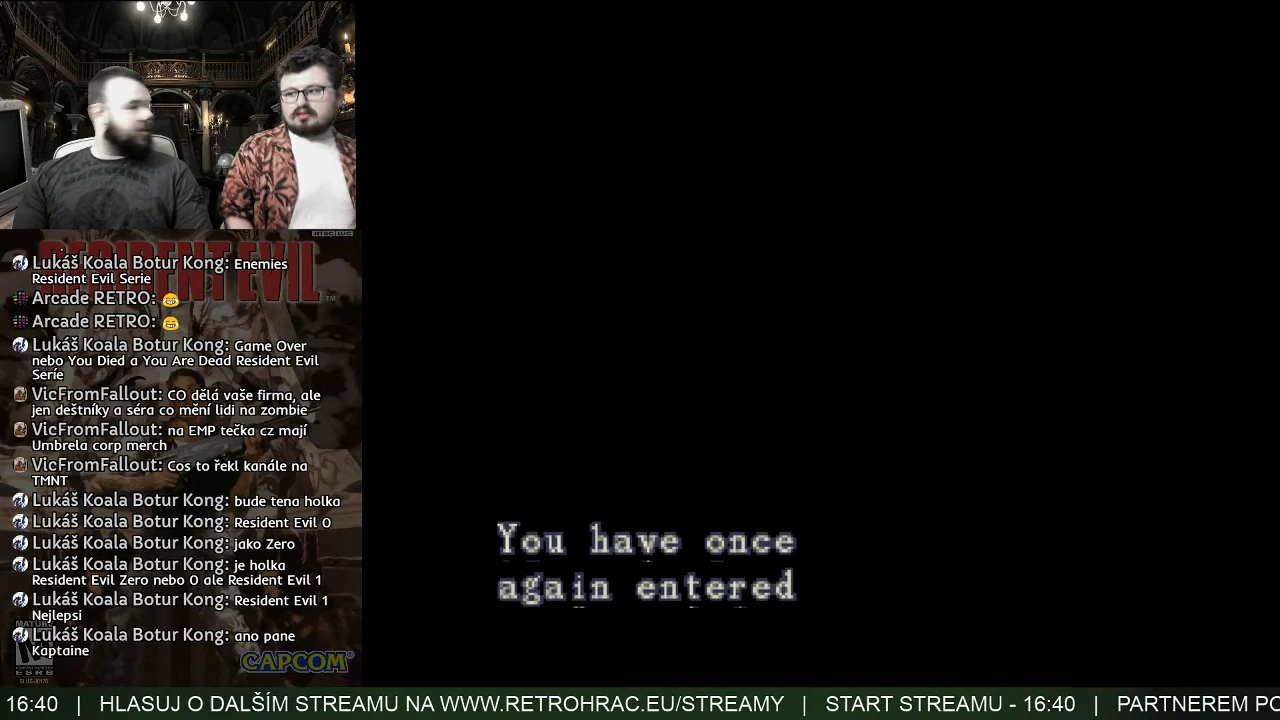 RESIDENT EVIL
Lukáš Koala Botur Kong: Enemies
Resident Evil Serie
Arcade RETRO: 😂
Arcade RETRO: 😂
Lukáš Koala Botur Kong: Game Over
nebo You Died a You Are Dead Resident Evil
Seríe
VicFromFallout: CO dělá vaše firma, ale
jen deštníky a séra co mění lidi na zombie
VicFromFallout: na EMP tečka cz mají
Umbrela corp merch
VicFromFallout: Cos to řekl kanále na
TMNT
Lukáš Koala Botur Kong: bude tena holka
Lukáš Koala Botur Kong: Resident Evil 0
Lukáš Koala Botur Kong: jako Zero
Lukáš Koala Botur Kong: je holka
Resident Evil Zero nebo 0 ale Resident Evil 1
Lukáš Koala Botur Kong: Resident Evil 1
Nejlepsi
Lukáš Koala Botur Kong: ano pane
Kaptaine
MATURE
ESRB
CAPCOM
You have once
again entered
16:40 | HLASUJ O DALŠÍM STREAMU NA WWW.RETROHRAC.EU/STREAMY | START STREAMU - 16:40 | PARTNEREM